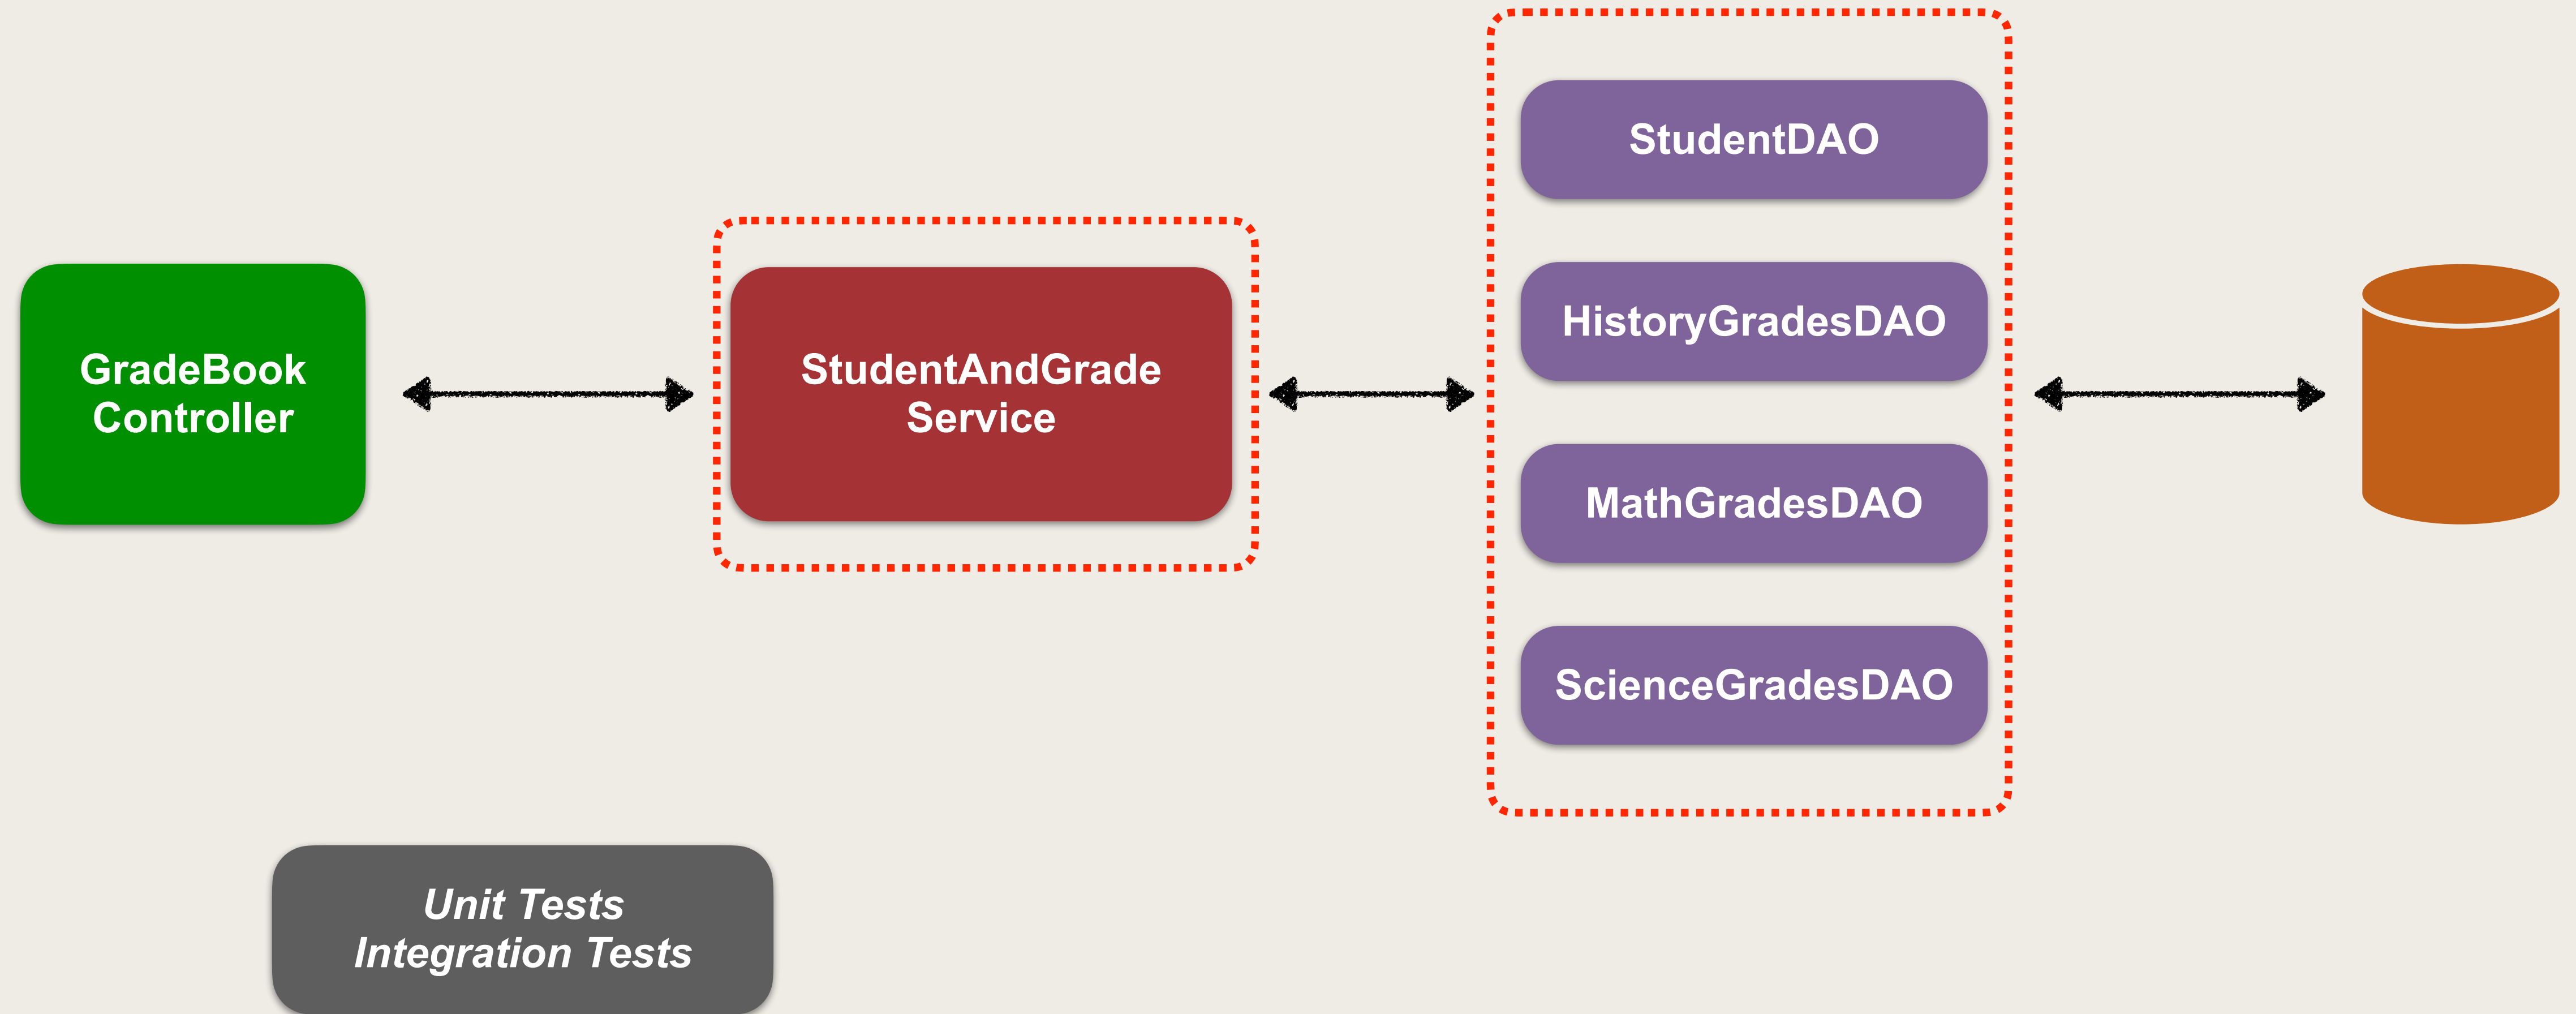 GradeBook
Controller
StudentAndGrade
Service
StudentDAO
HistoryGradesDAO
MathGradesDAO
ScienceGradesDAO
Unit Tests
Integration Tests